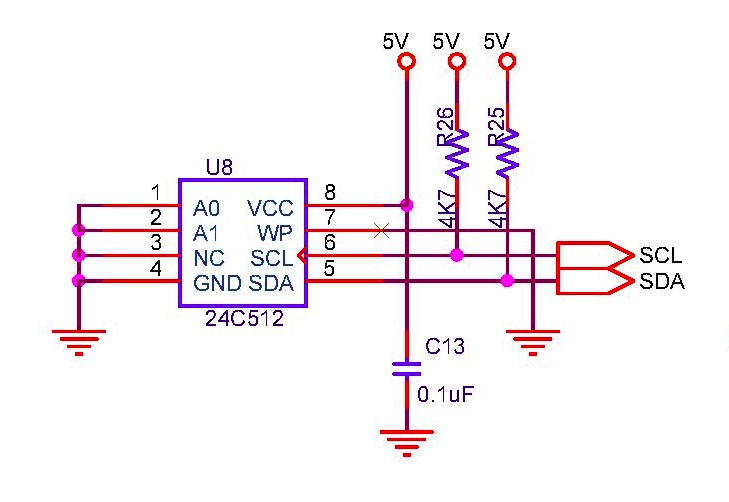 5V 5V 5V
R26 R25
4K7 4K7
U8
1 A0 VCC 8
2 A1 WP 7
3 NC SCL 6
4 GND SDA 5
24C512
SCL
SDA
C13
0.1uF